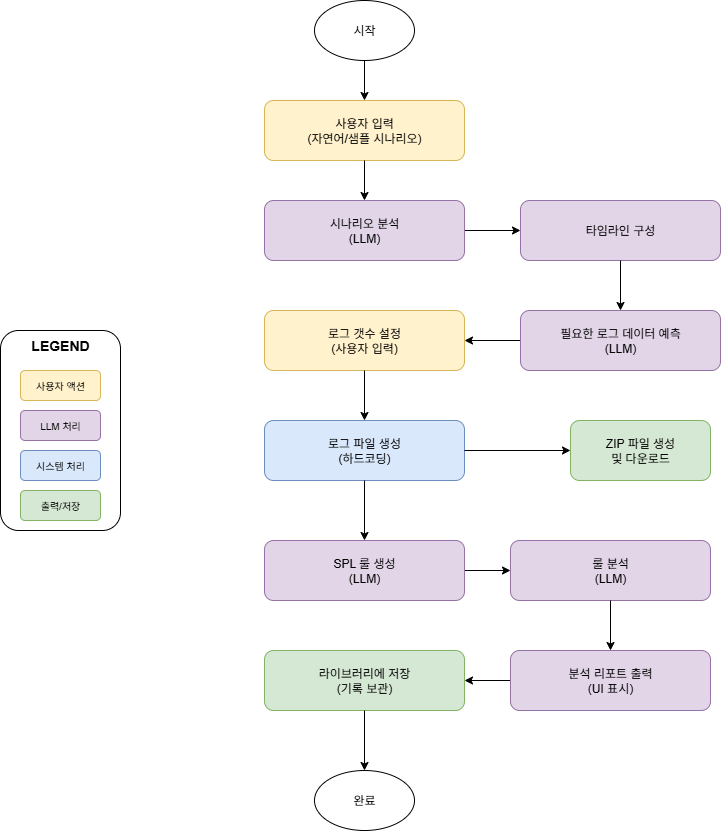 시작
사용자 입력
(자연어/샘플 시나리오)
시나리오 분석
(LLM)
타임라인 구성
로그 갯수 설정
(사용자 입력)
필요한 로그 데이터 예측
(LLM)
LEGEND
사용자 액션
LLM 처리
시스템 처리
출력/저장
로그 파일 생성
(하드코딩)
ZIP 파일 생성
및 다운로드
SPL 룰 생성
(LLM)
룰 분석
(LLM)
라이브러리에 저장
(기록 보관)
분석 리포트 출력
(UI 표시)
완료